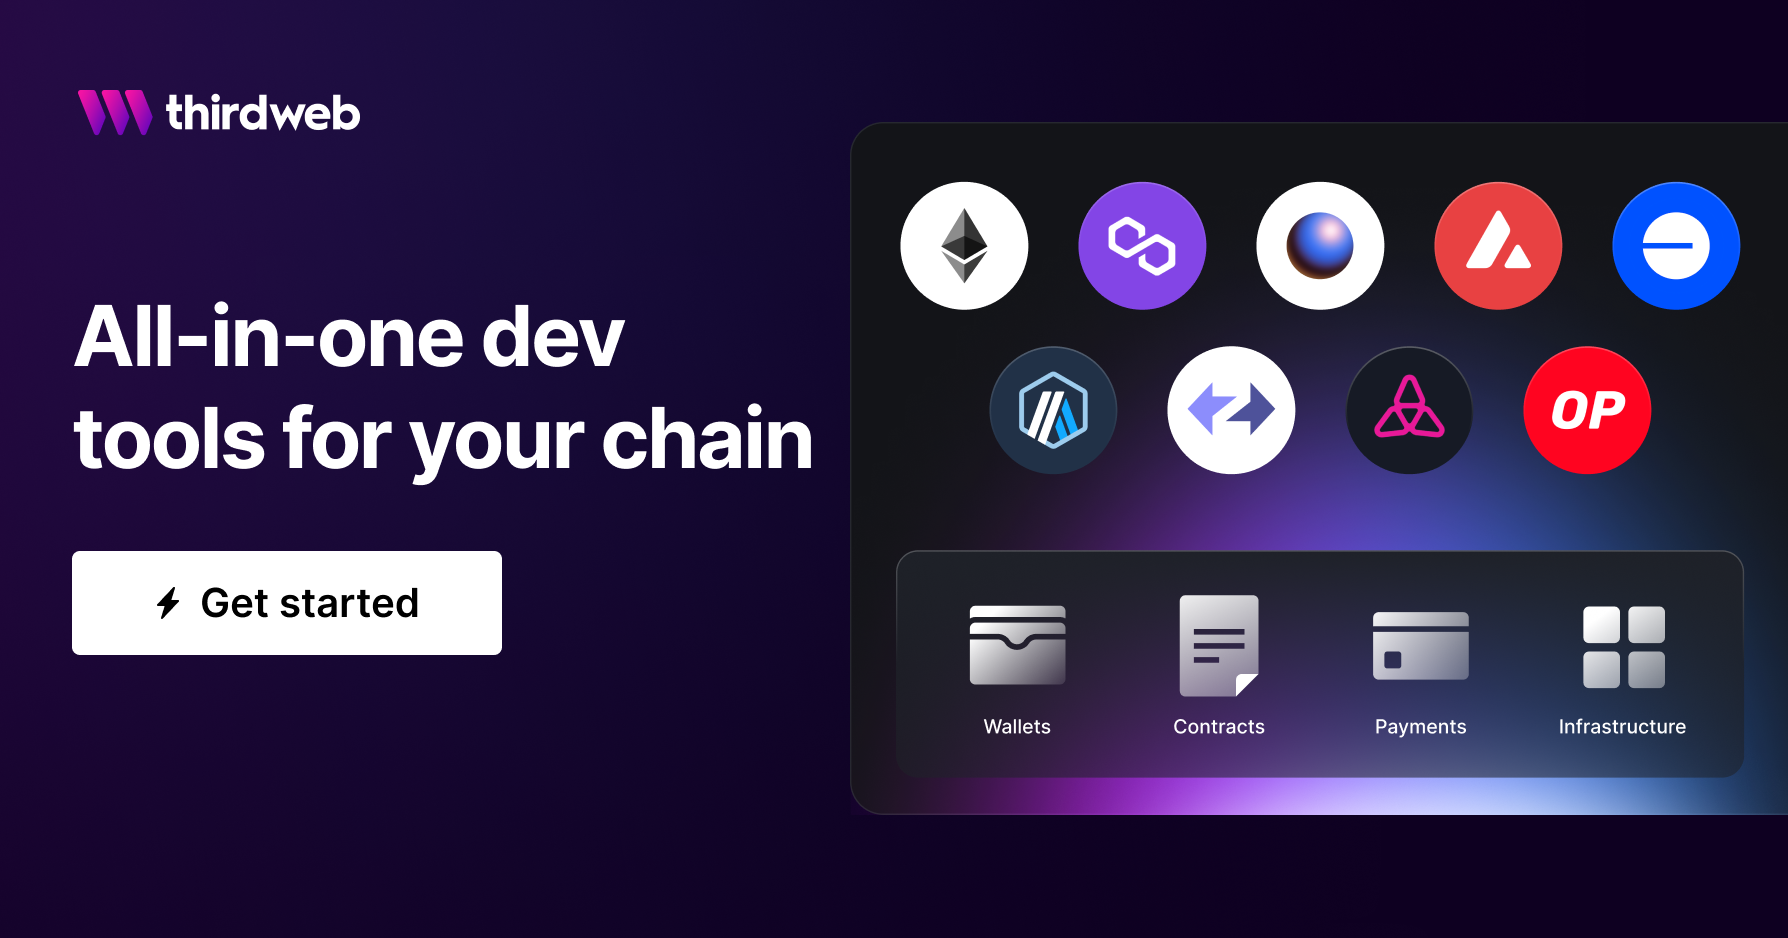 thirdweb
All-in-one dev
tools for your chain
Get started
OP
Wallets
Contracts
Payments
Infrastructure